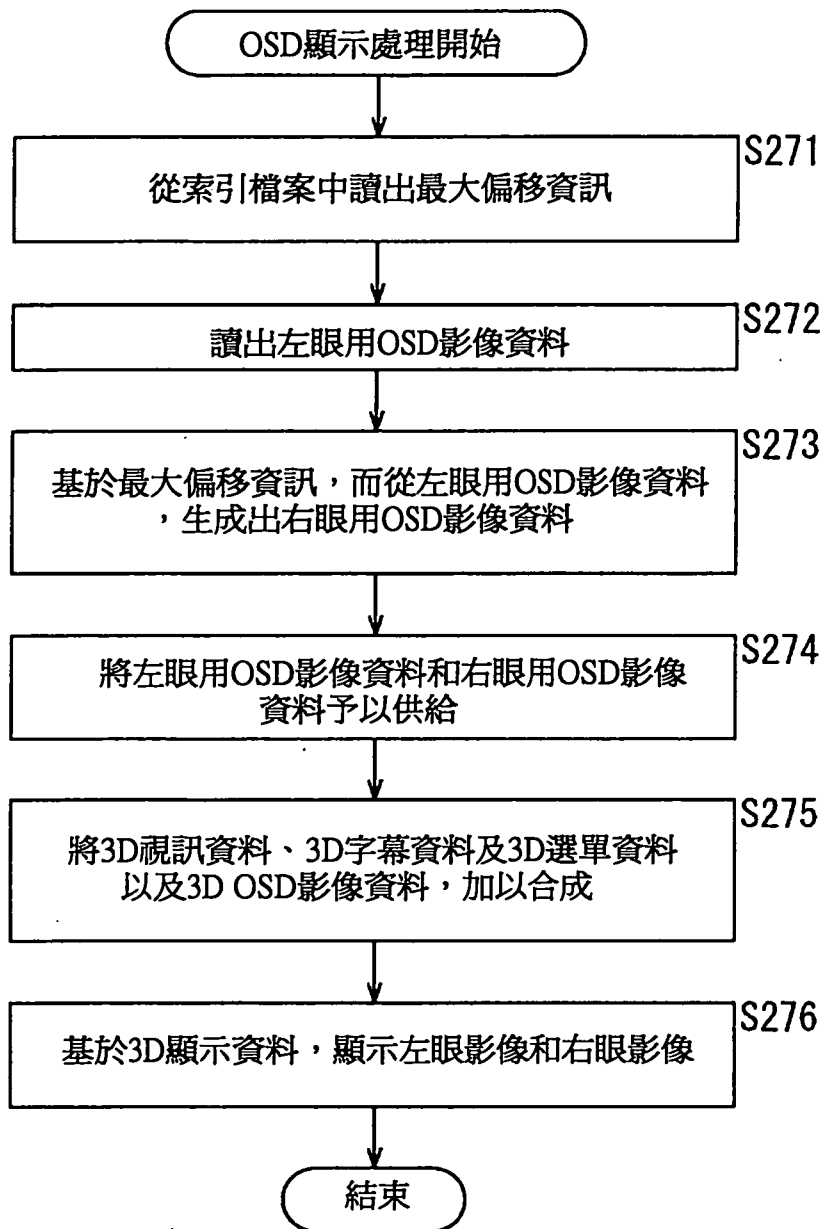 OSD顯示處理開始
S271
從索引檔案中讀出最大偏移資訊
S272
讀出左眼用OSD影像資料
S273
基於最大偏移資訊，而從左眼用OSD影像資料
，生成出右眼用OSD影像資料
S274
將左眼用OSD影像資料和右眼用OSD影像
資料予以供給
S275
將3D視訊資料、3D字幕資料及3D選單資料
以及3D OSD影像資料，加以合成
S276
基於3D顯示資料，顯示左眼影像和右眼影像
結束